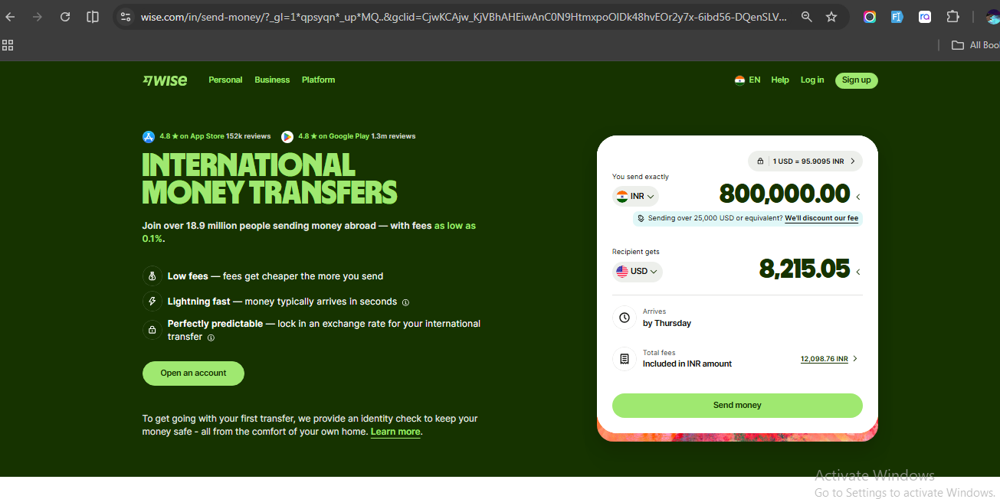 wise.com/in/send-money/?_gl=1*qpsyqn*_up*MQ..&gclid=CjwKCAjw_KjVBhAHEiwAnC0N9HtmxpoOIDk48hvEOr2y7x-6ibd56-DQenSLV...
All Boo
WISE
Personal Business Platform
EN Help Log in Sign up
4.8 ★ on App Store 152k reviews 4.8 ★ on Google Play 1.3m reviews
INTERNATIONAL
MONEY TRANSFERS
Join over 18.9 million people sending money abroad — with fees as low as
0.1%.
Low fees — fees get cheaper the more you send
Lightning fast — money typically arrives in seconds
Perfectly predictable — lock in an exchange rate for your international
transfer
Open an account
To get going with your first transfer, we provide an identity check to keep your
money safe - all from the comfort of your own home. Learn more.
1 USD = 95.9095 INR
You send exactly
INR 800,000.00
Sending over 25,000 USD or equivalent? We'll discount our fee
Recipient gets
USD 8,215.05
Arrives
by Thursday
Total fees
Included in INR amount 12,098.76 INR
Send money
Activate Windows
Go to Settings to activate Windows.